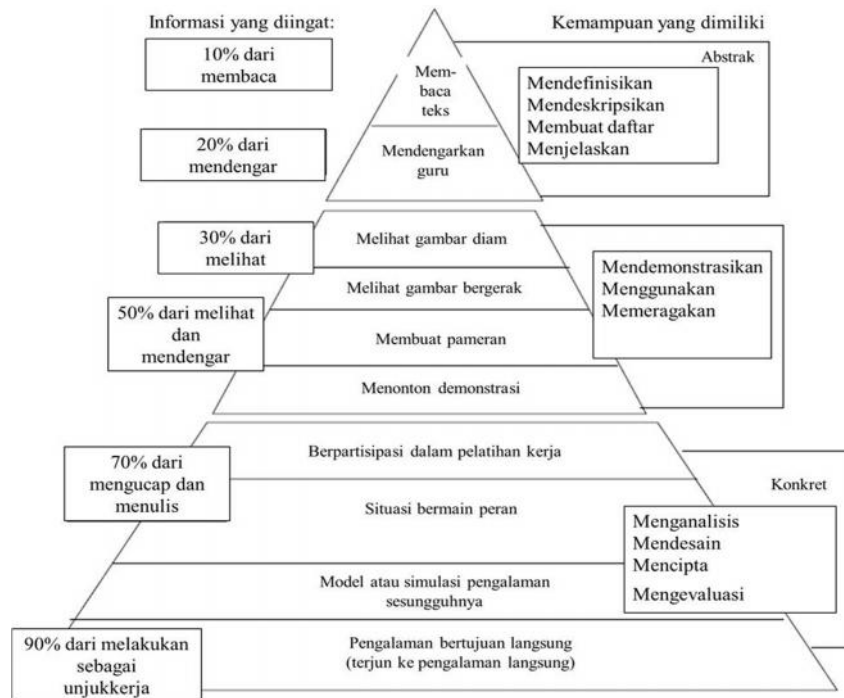 Informasi yang diingat:
Kemampuan yang dimiliki
10% dari
membaca
Mem-
baca
teks
Abstrak
Mendefinisikan
Mendeskripsikan
Membuat daftar
Menjelaskan
20% dari
mendengar
Mendengarkan
guru
30% dari
melihat
Melihat gambar diam
Melihat gambar bergerak
Mendemonstrasikan
Menggunakan
Memeragakan
50% dari melihat
dan
mendengar
Membuat pameran
Menonton demonstrasi
70% dari
mengucap dan
menulis
Berpartisipasi dalam pelatihan kerja
Situasi bermain peran
Konkret
Menganalisis
Mendesain
Mencipta
Mengevaluasi
Model atau simulasi pengalaman
sesungguhnya
90% dari melakukan
sebagai
unjukkerja
Pengalaman bertujuan langsung
(terjun ke pengalaman langsung)